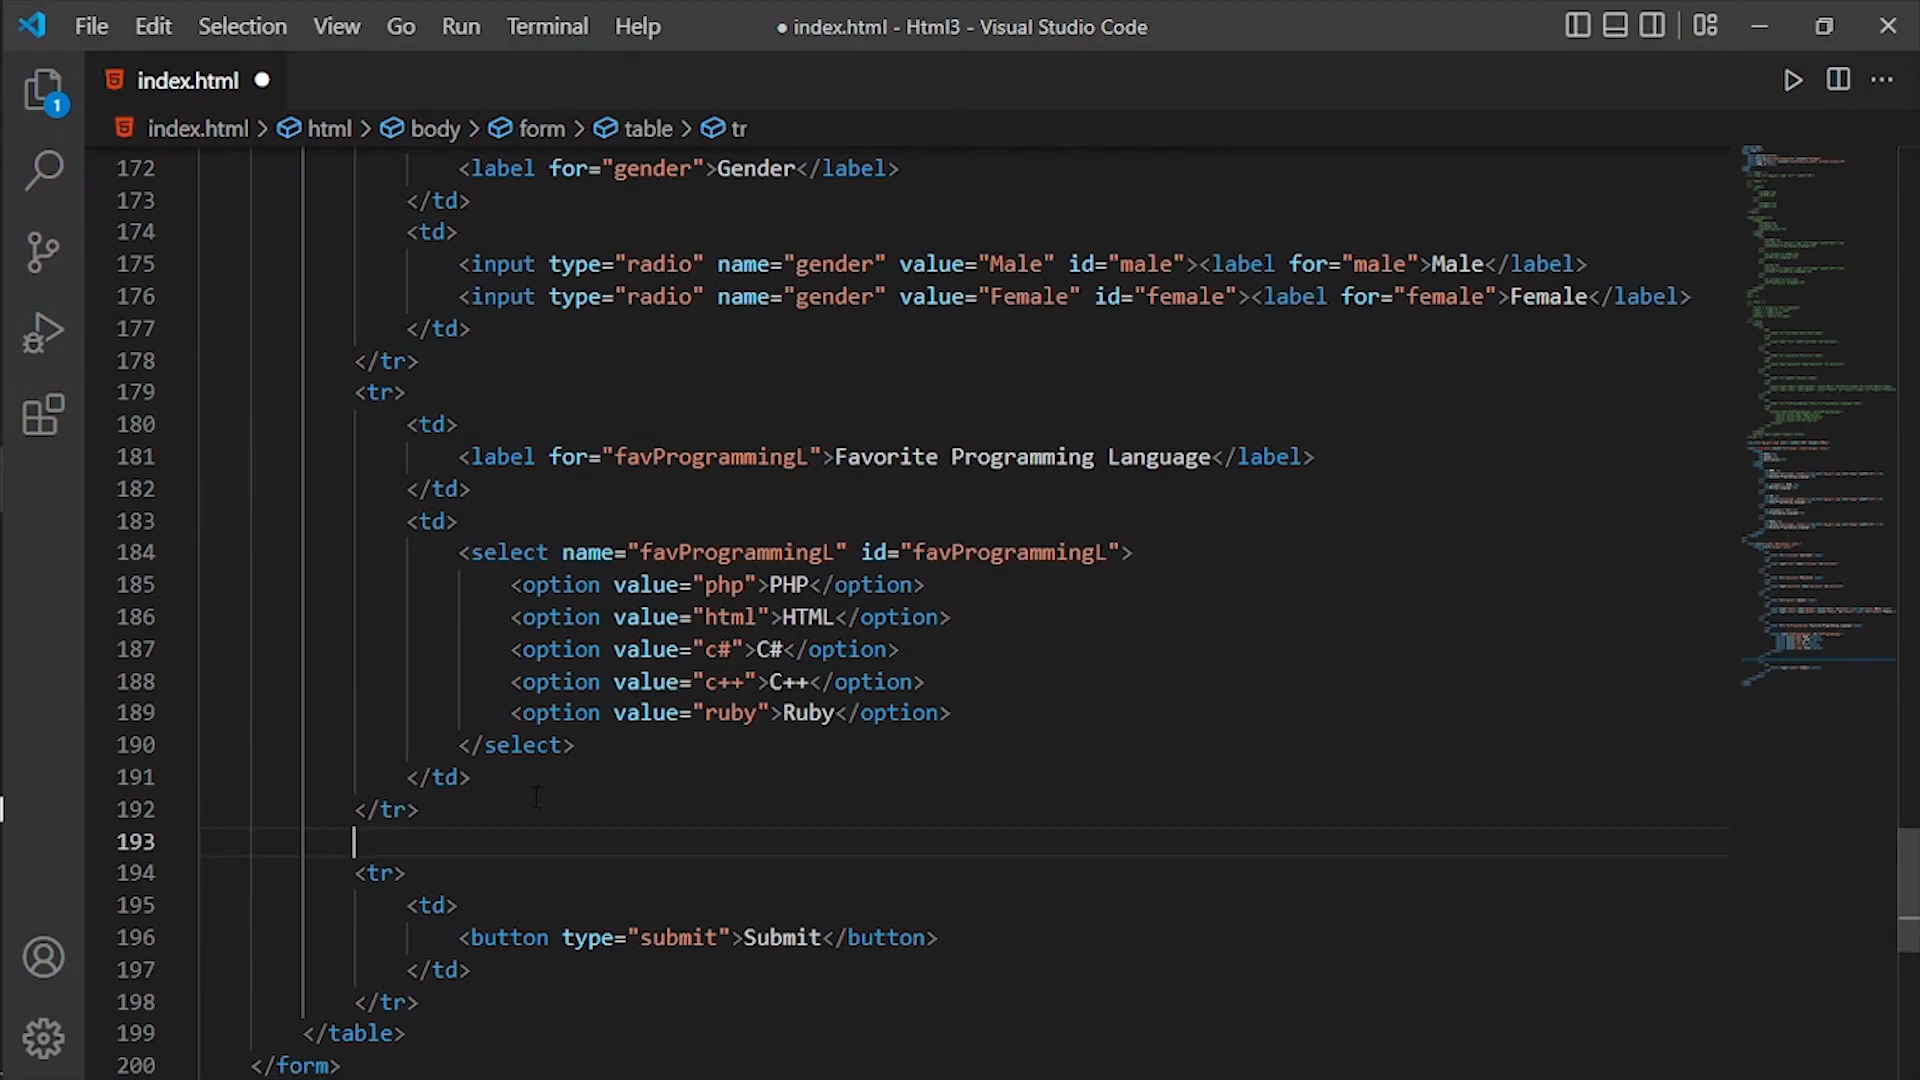 File Edit Selection View Go Run Terminal Help ● index.html - Html3 - Visual Studio Code
index.html
1
index.html > html > body > form > table > tr
172 <label for="gender">Gender</label>
173 </td>
174 <td>
175 <input type="radio" name="gender" value="Male" id="male"><label for="male">Male</label>
176 <input type="radio" name="gender" value="Female" id="female"><label for="female">Female</label>
177 </td>
178 </tr>
179 <tr>
180 <td>
181 <label for="favProgrammingL">Favorite Programming Language</label>
182 </td>
183 <td>
184 <select name="favProgrammingL" id="favProgrammingL">
185 <option value="php">PHP</option>
186 <option value="html">HTML</option>
187 <option value="c#">C#</option>
188 <option value="c++">C++</option>
189 <option value="ruby">Ruby</option>
190 </select>
191 </td>
192 </tr>
193
194 <tr>
195 <td>
196 <button type="submit">Submit</button>
197 </td>
198 </tr>
199 </table>
200 </form>